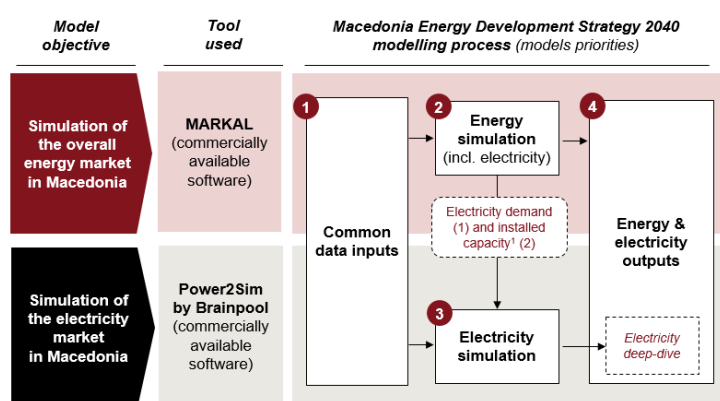 Model
objective
Tool
used
Macedonia Energy Development Strategy 2040
modelling process (models priorities)
Simulation of
the overall
energy market
in Macedonia
MARKAL
(commercially
available
software)
1
Common
data inputs
2
Energy
simulation
(incl. electricity)
Electricity demand
(1) and installed
capacity¹ (2)
4
Energy &
electricity
outputs
Simulation of
the electricity
market
in Macedonia
Power2Sim
by Brainpool
(commercially
available
software)
3
Electricity
simulation
Electricity
deep-dive